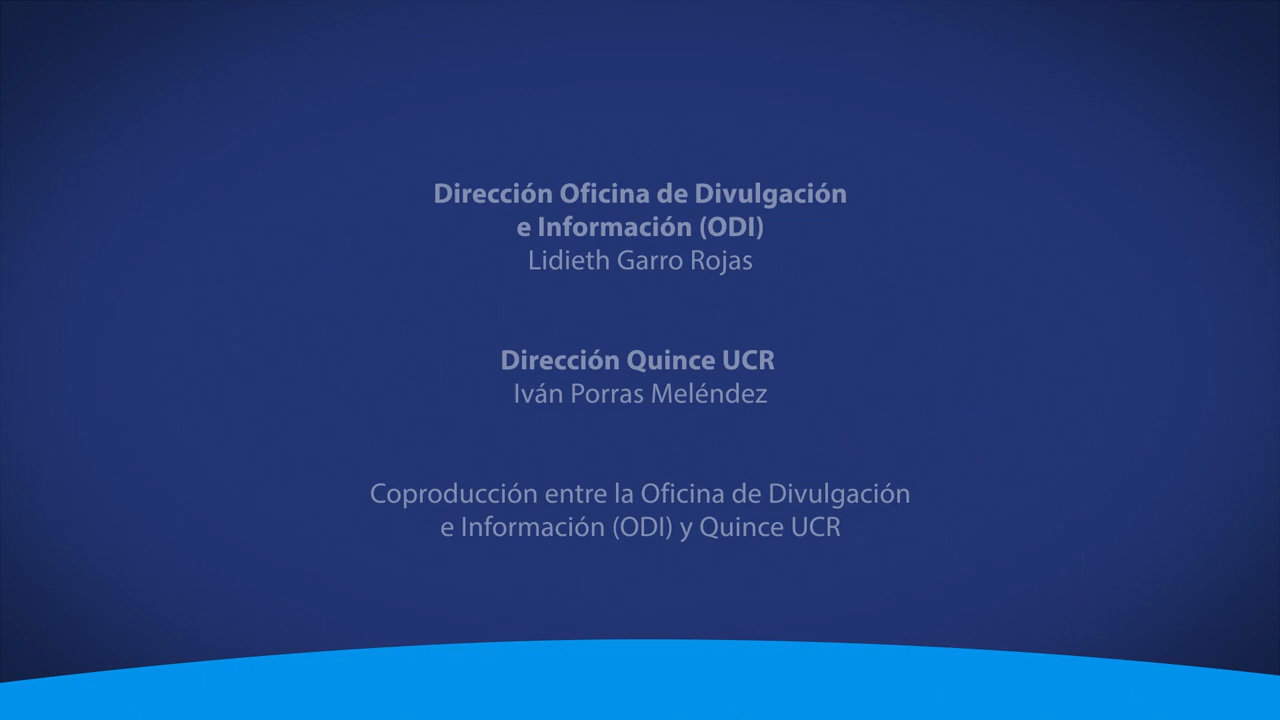 Dirección Oficina de Divulgación
e Información (ODI)
Lidieth Garro Rojas
Dirección Quince UCR
Iván Porras Meléndez
Coproducción entre la Oficina de Divulgación
e Información (ODI) y Quince UCR